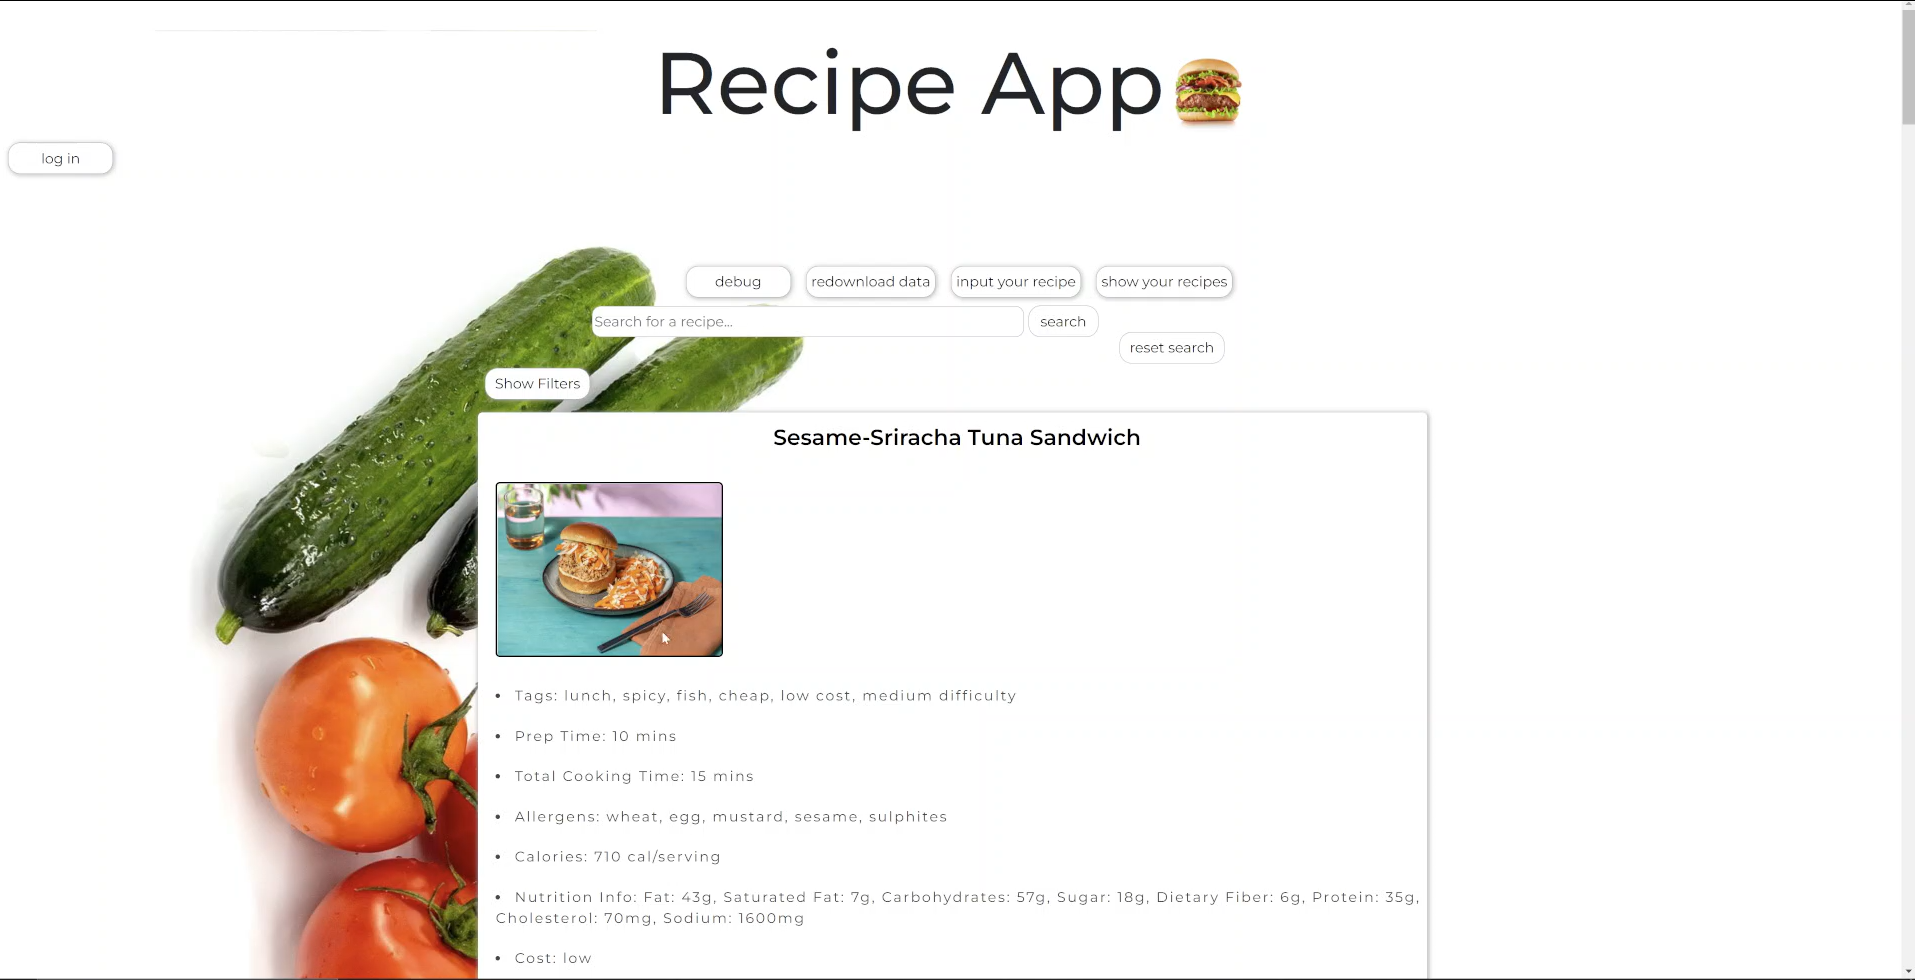 Recipe App
log in
debug
redownload data
input your recipe
show your recipes
Search for a recipe...
search
reset search
Show Filters
Sesame-Sriracha Tuna Sandwich
• Tags: lunch, spicy, fish, cheap, low cost, medium difficulty
• Prep Time: 10 mins
• Total Cooking Time: 15 mins
• Allergens: wheat, egg, mustard, sesame, sulphites
• Calories: 710 cal/serving
• Nutrition Info: Fat: 43g, Saturated Fat: 7g, Carbohydrates: 57g, Sugar: 18g, Dietary Fiber: 6g, Protein: 35g,
Cholesterol: 70mg, Sodium: 1600mg
• Cost: low